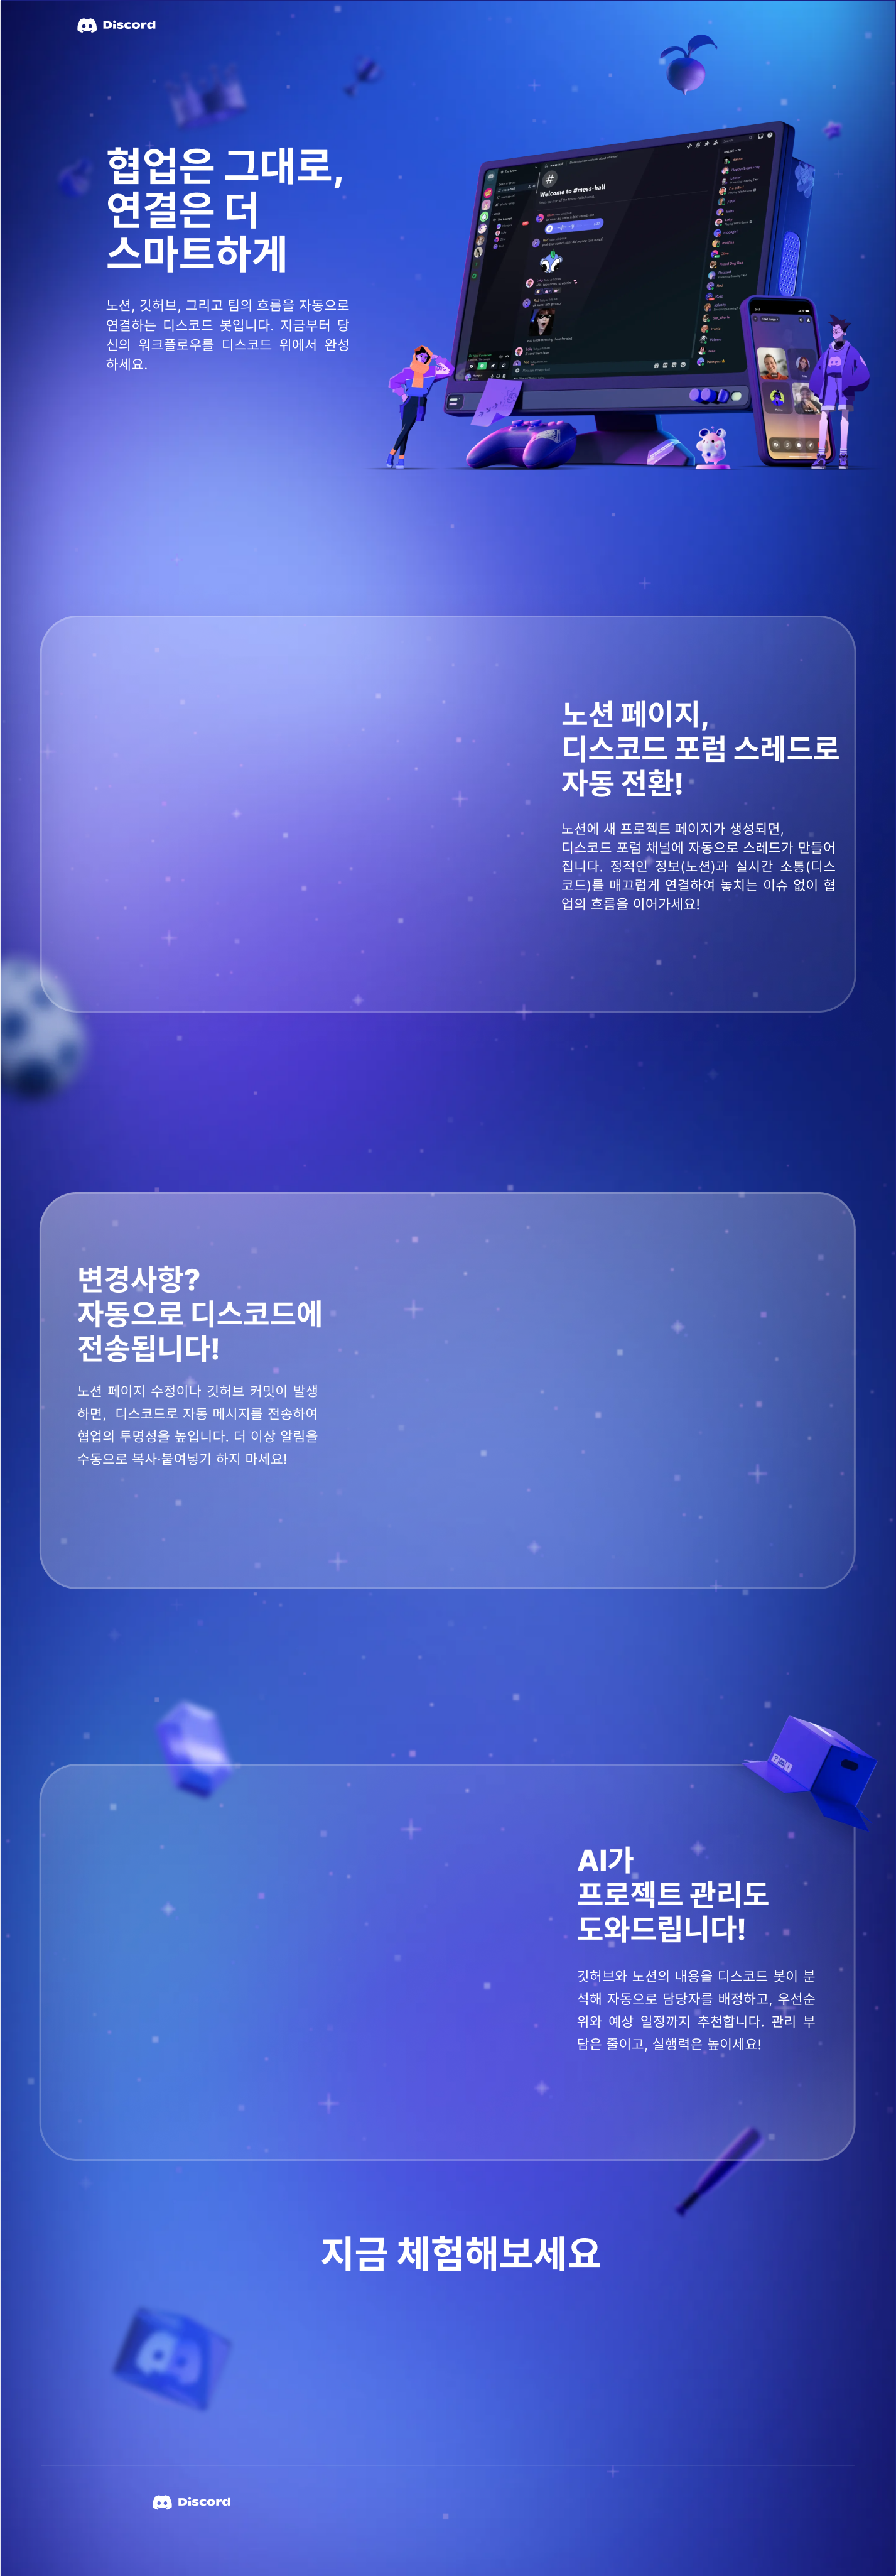 Discord
협업은 그대로,
연결은 더
스마트하게
노션, 깃허브, 그리고 팀의 흐름을 자동으로
연결하는 디스코드 봇입니다. 지금부터 당
신의 워크플로우를 디스코드 위에서 완성
하세요.
Welcome to #mess-hall
노션 페이지,
디스코드 포럼 스레드로
자동 전환!
노션에 새 프로젝트 페이지가 생성되면,
디스코드 포럼 채널에 자동으로 스레드가 만들어
집니다. 정적인 정보(노션)과 실시간 소통(디스
코드)를 매끄럽게 연결하여 놓치는 이슈 없이 협
업의 흐름을 이어가세요!
변경사항?
자동으로 디스코드에
전송됩니다!
노션 페이지 수정이나 깃허브 커밋이 발생
하면, 디스코드로 자동 메시지를 전송하여
협업의 투명성을 높입니다. 더 이상 알림을
수동으로 복사·붙여넣기 하지 마세요!
AI가
프로젝트 관리도
도와드립니다!
깃허브와 노션의 내용을 디스코드 봇이 분
석해 자동으로 담당자를 배정하고, 우선순
위와 예상 일정까지 추천합니다. 관리 부
담은 줄이고, 실행력은 높이세요!
지금 체험해보세요
Discord